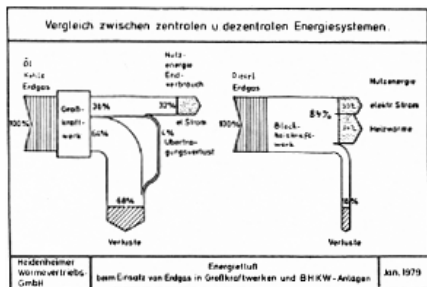 Vergleich zwischen zentralen u dezentralen Energiesystemen.
Öl
Kohle
Erdgas
100%
Groß-
kraft-
werk
36%
64%
Nutz-
energie
End-
verbrauch
32%
el Strom
4%
Übertra-
gungsverlust
68%
Verluste
Diesel
Erdgas
100%
Block-
heizkraft-
werk
84%
Nutzenergie
elektr Strom
Heizwärme
16%
Verluste
Heidenheimer
Wärmevertriebs-
GmbH
Energiefluß
beim Einsatz von Erdgas in Großkraftwerken und BHKW-Anlagen
Jan. 1979